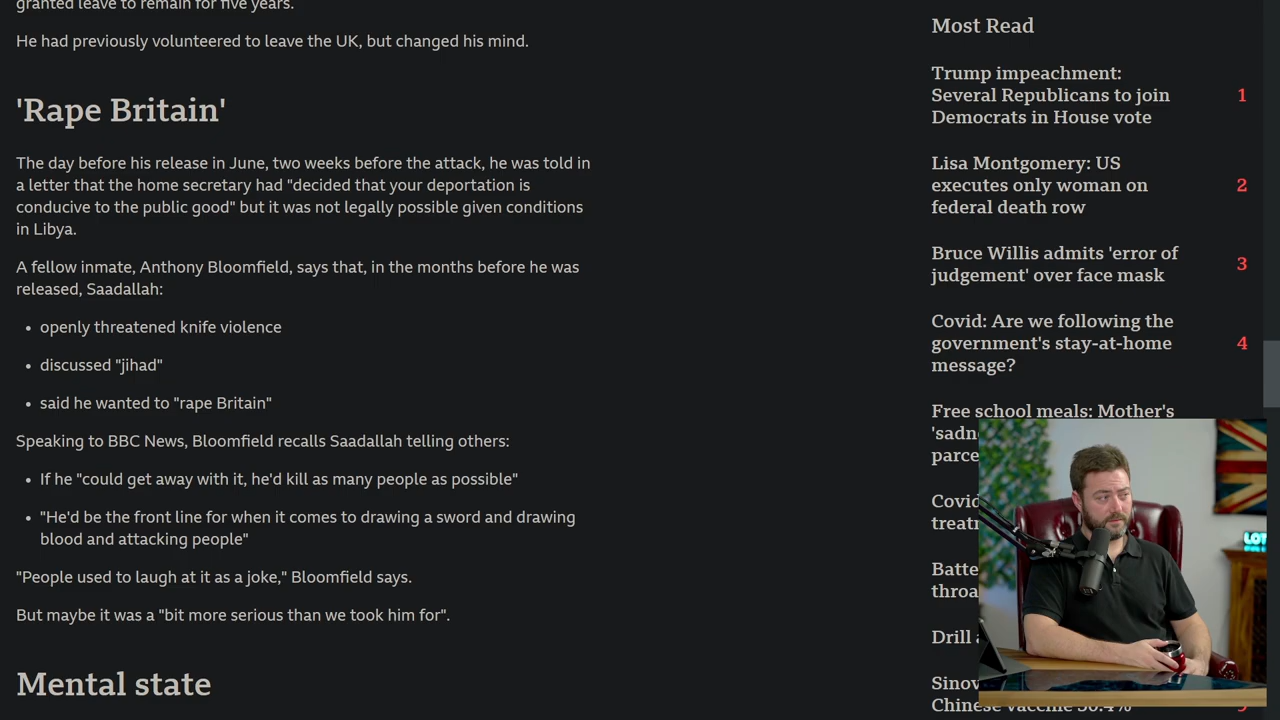 granted leave to remain for five years.
He had previously volunteered to leave the UK, but changed his mind.
'Rape Britain'
The day before his release in June, two weeks before the attack, he was told in
a letter that the home secretary had "decided that your deportation is
conducive to the public good" but it was not legally possible given conditions
in Libya.
A fellow inmate, Anthony Bloomfield, says that, in the months before he was
released, Saadallah:
• openly threatened knife violence
• discussed "jihad"
• said he wanted to "rape Britain"
Speaking to BBC News, Bloomfield recalls Saadallah telling others:
• If he "could get away with it, he'd kill as many people as possible"
• "He'd be the front line for when it comes to drawing a sword and drawing
blood and attacking people"
"People used to laugh at it as a joke," Bloomfield says.
But maybe it was a "bit more serious than we took him for".
Mental state
Most Read
Trump impeachment:
Several Republicans to join
Democrats in House vote
1
Lisa Montgomery: US
executes only woman on
federal death row
2
Bruce Willis admits 'error of
judgement' over face mask
3
Covid: Are we following the
government's stay-at-home
message?
4
Free school meals: Mother's
'sadn
parce
Covid
treat
Batte
throa
Drill
Sinov
Chinese vaccine
LOT